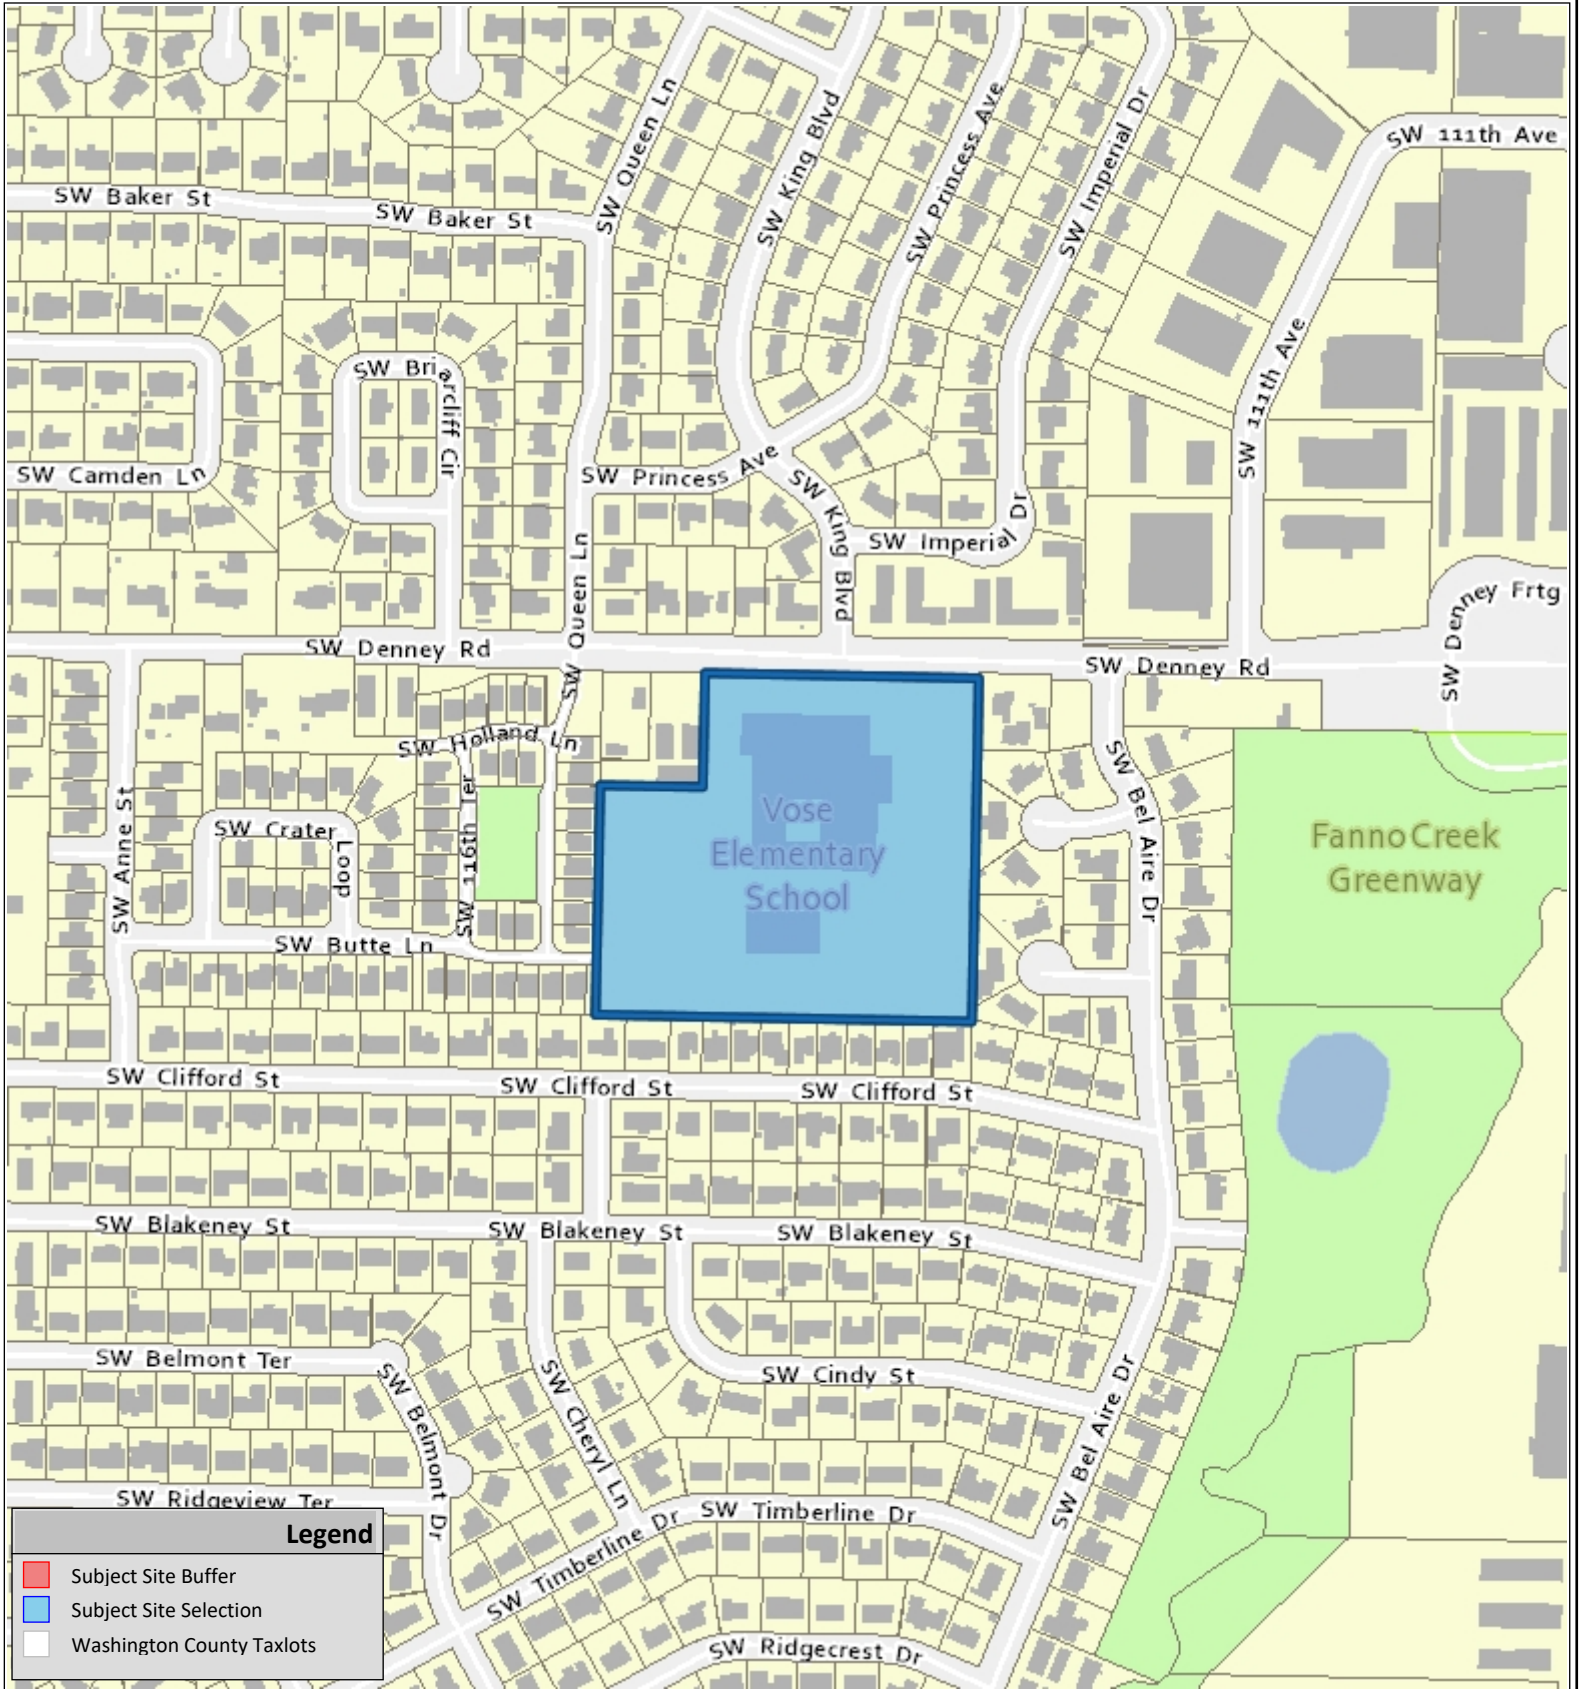 SW 111th Ave
SW Queen Ln
SW King Blvd
SW Princess Ave
SW Imperial Dr
SW Baker St
SW Baker St
SW 111th Ave
SW Briarcliff Cir
SW Camden Ln
SW Princess Ave
SW King Blvd
SW Imperial Dr
SW Queen Ln
SW Denney Frtg
SW Denney Rd
SW Denney Rd
SW Holland Ln
SW Anne St
SW Crater Loop
SW 116th Ter
SW Butte Ln
Vose
Elementary
School
SW Bel Aire Dr
Fanno Creek
Greenway
SW Clifford St
SW Clifford St
SW Clifford St
SW Blakeney St
SW Blakeney St
SW Blakeney St
SW Belmont Ter
SW Belmont Dr
SW Cheryl Ln
SW Cindy St
SW Bel Aire Dr
SW Ridgeview Ter
SW Timberline Dr
SW Timberline Dr
SW Ridgecrest Dr
Legend
Subject Site Buffer
Subject Site Selection
Washington County Taxlots